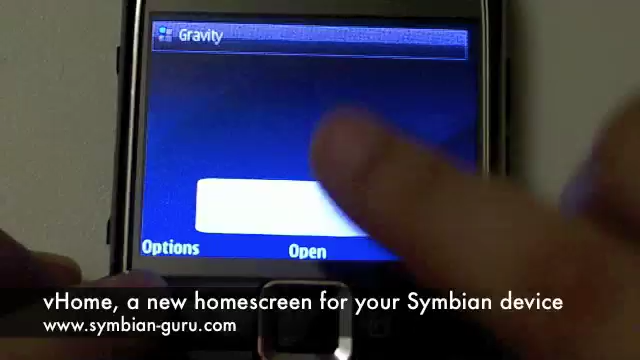 Gravity
Options
Open
vHome, a new homescreen for your Symbian device
www.symbian-guru.com